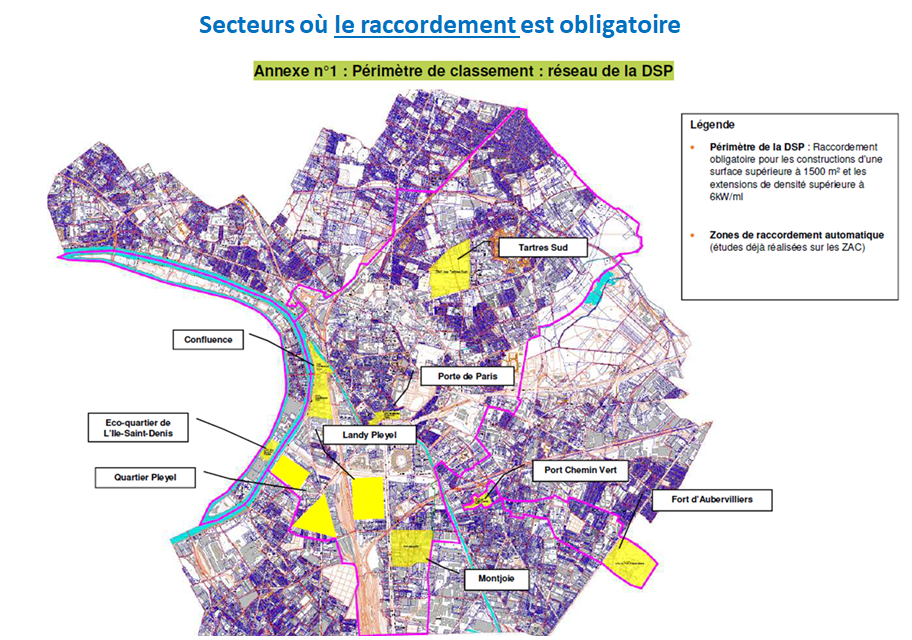 Secteurs où le raccordement est obligatoire
Annexe n°1 : Périmètre de classement : réseau de la DSP
Légende
• Périmètre de la DSP : Raccordement
obligatoire pour les constructions d'une
surface supérieure à 1500 m² et les
extensions de densité supérieure à
6kW/ml
• Zones de raccordement automatique
(études déjà réalisées sur les ZAC)
Tartres Sud
Confluence
Porte de Paris
Eco-quartier de
L'Ile-Saint-Denis
Landy Pleyel
Quartier Pleyel
Port Chemin Vert
Fort d'Aubervilliers
Montjoie